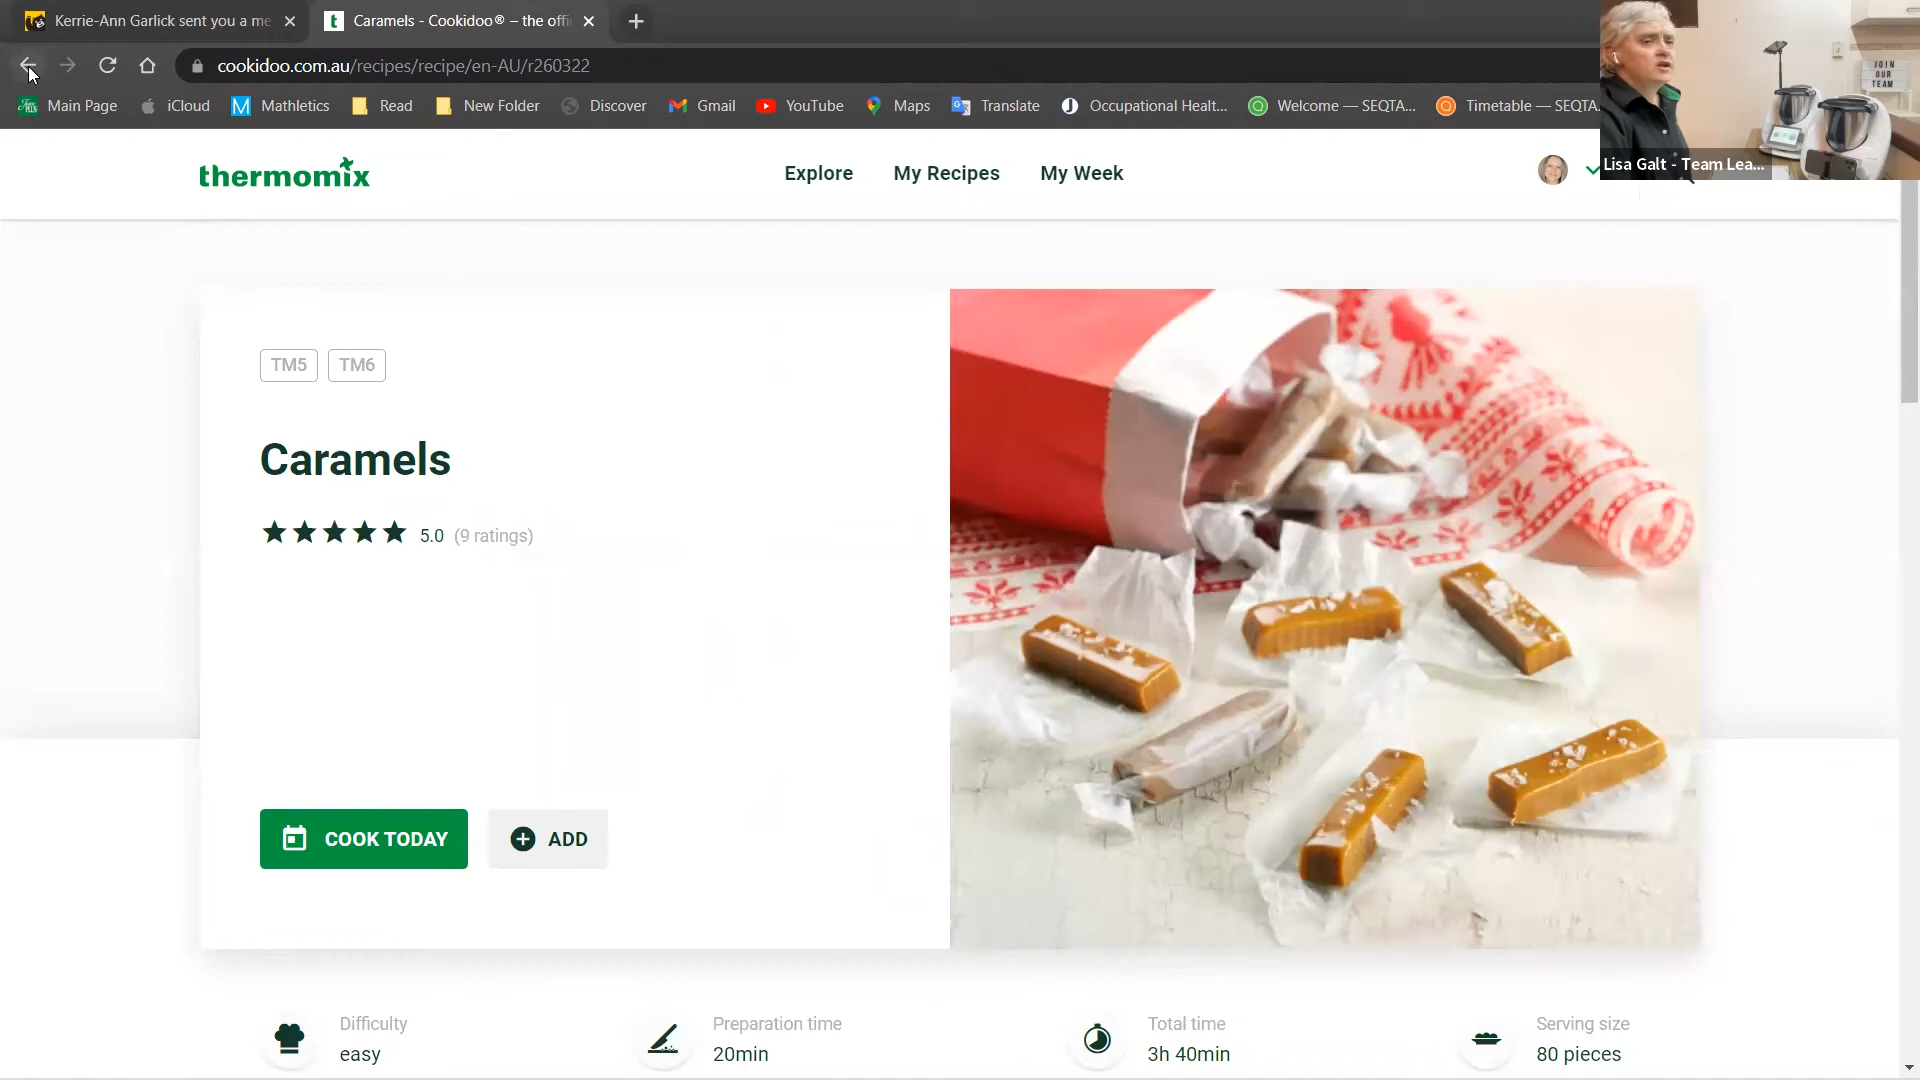 Kerrie-Ann Garlick sent you a me
Caramels - Cookidoo® – the offi
cookidoo.com.au/recipes/recipe/en-AU/r260322
Main Page
iCloud
Mathletics
Read
New Folder
Discover
Gmail
YouTube
Maps
Translate
Occupational Healt...
Welcome — SEQTA...
Timetable — SEQTA
JOIN
OUR
TEAM
Lisa Galt - Team Lea...
thermomix
Explore
My Recipes
My Week
TM5
TM6
Caramels
5.0 (9 ratings)
COOK TODAY
ADD
Difficulty
easy
Preparation time
20min
Total time
3h 40min
Serving size
80 pieces